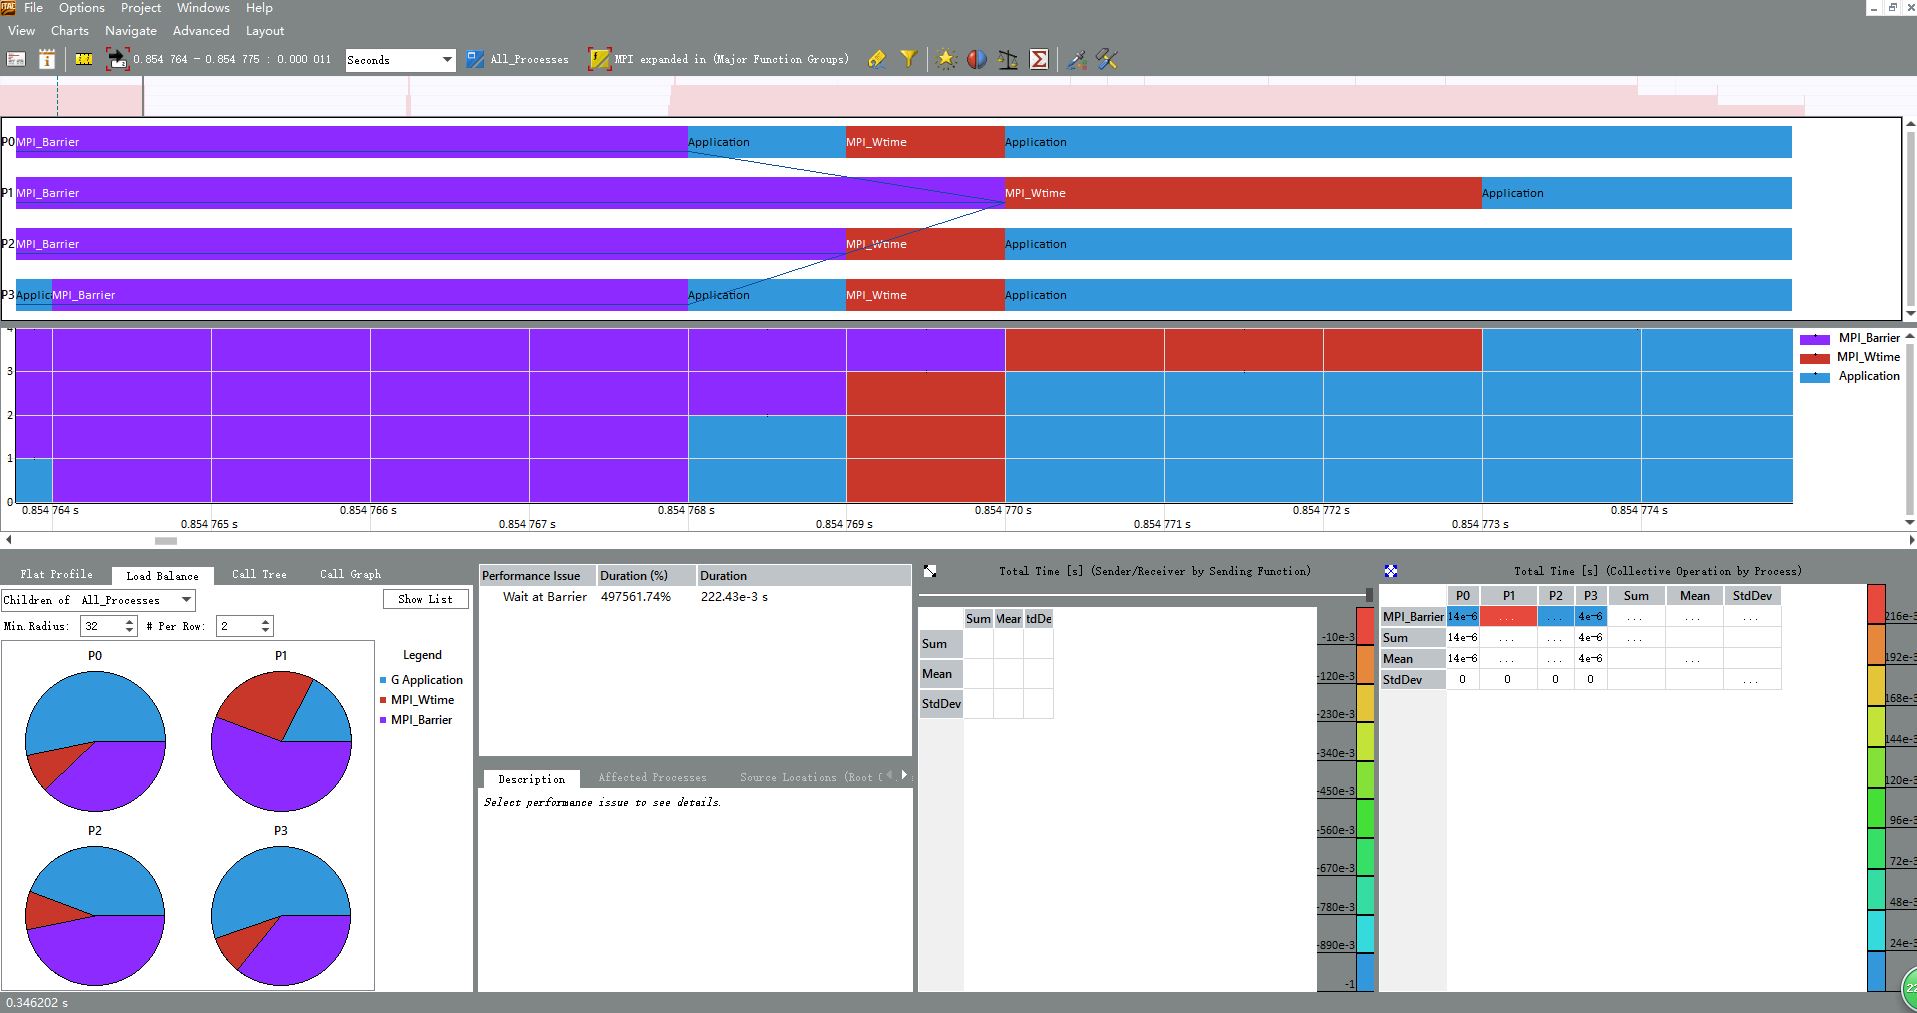 ITAC File Options Project Windows Help
View Charts Navigate Advanced Layout
0.854 764 - 0.854 775 : 0.000 011 Seconds All_Processes MPI expanded in (Major Function Groups)
P0 MPI_Barrier Application MPI_Wtime Application
P1 MPI_Barrier MPI_Wtime Application
P2 MPI_Barrier MPI_Wtime Application
P3 Applic MPI_Barrier Application MPI_Wtime Application
4
3
2
1
0
MPI_Barrier
MPI_Wtime
Application
0.854 764 s 0.854 766 s 0.854 768 s 0.854 770 s 0.854 772 s 0.854 774 s
0.854 765 s 0.854 767 s 0.854 769 s 0.854 771 s 0.854 773 s
Flat Profile Load Balance Call Tree Call Graph
Children of All_Processes Show List
Min.Radius: 32 # Per Row: 2
P0 P1
P2 P3
Legend
G Application
MPI_Wtime
MPI_Barrier
Performance Issue Duration (%) Duration
Wait at Barrier 497561.74% 222.43e-3 s
Description Affected Processes Source Locations (Root C
Select performance issue to see details.
Total Time [s] (Sender/Receiver by Sending Function)
Sum Mean tdDe
Sum
Mean
StdDev
-10e-3
-120e-3
-230e-3
-340e-3
-450e-3
-560e-3
-670e-3
-780e-3
-890e-3
-1
Total Time [s] (Collective Operation by Process)
P0 P1 P2 P3 Sum Mean StdDev
MPI_Barrier 14e-6 ... ... 4e-6 ... ... ...
Sum 14e-6 ... ... 4e-6 ...
Mean 14e-6 ... ... 4e-6 ...
StdDev 0 0 0 0 ...
216e-3
192e-3
168e-3
144e-3
120e-3
96e-3
72e-3
48e-3
24e-3
22
0.346202 s